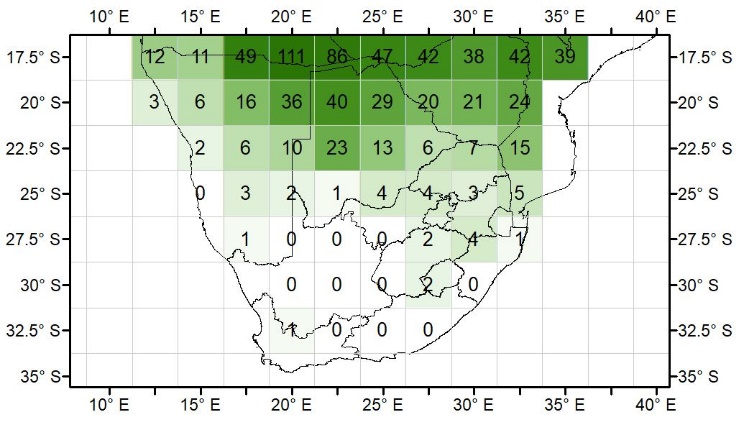 10° E 15° E 20° E 25° E 30° E 35° E 40° E
17.5° S 12 11 49 111 86 47 42 38 42 39 17.5° S
20° S 3 6 16 36 40 29 20 21 24 20° S
22.5° S 2 6 10 23 13 6 7 15 22.5° S
25° S 0 3 2 1 4 4 3 5 25° S
27.5° S 1 0 0 0 2 4 1 27.5° S
30° S 0 0 0 2 0 30° S
32.5° S 1 0 0 0 32.5° S
35° S 35° S
10° E 15° E 20° E 25° E 30° E 35° E 40° E